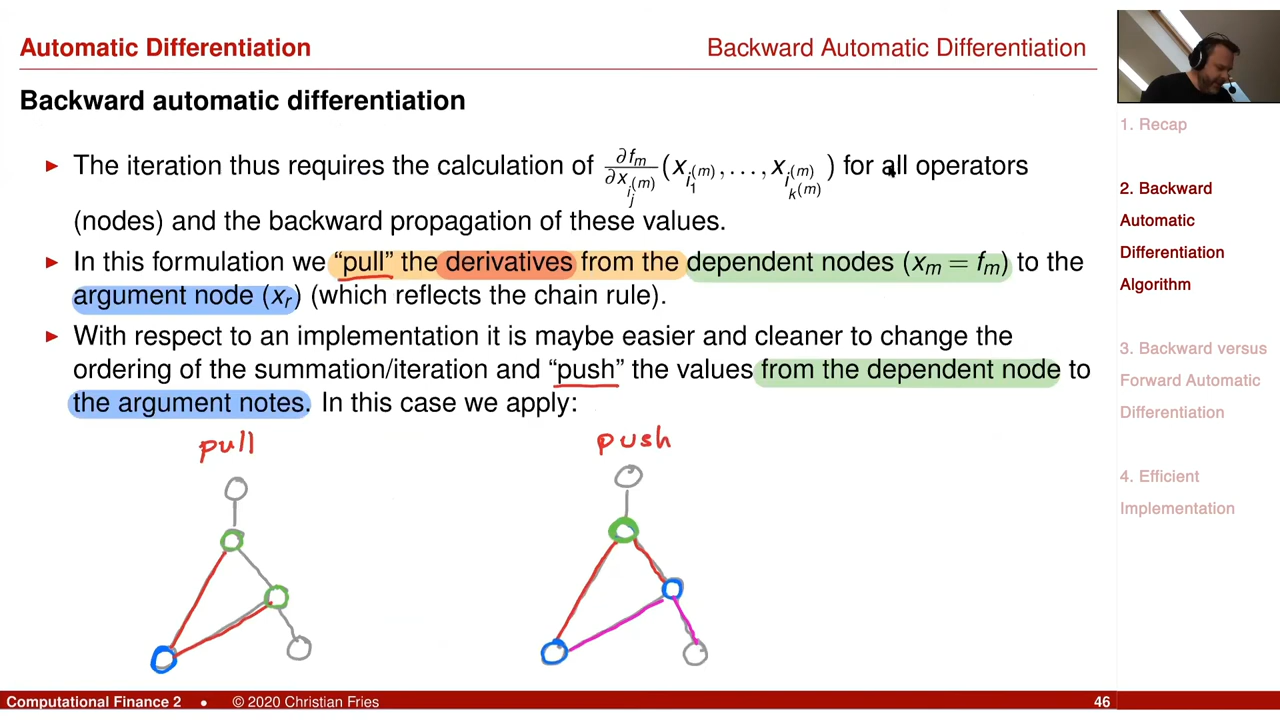 Automatic Differentiation
Backward Automatic Differentiation
Backward automatic differentiation
► The iteration thus requires the calculation of ∂f_m/∂x_{i_j^{(m)}} (x_{i_1^{(m)}}, . . . , x_{i_{k^{(m)}}^{(m)}}) for all operators
(nodes) and the backward propagation of these values.
► In this formulation we “pull” the derivatives from the dependent nodes (x_m = f_m) to the
argument node (x_r) (which reflects the chain rule).
► With respect to an implementation it is maybe easier and cleaner to change the
ordering of the summation/iteration and “push” the values from the dependent node to
the argument notes. In this case we apply:
pull
push
1. Recap
2. Backward
Automatic
Differentiation
Algorithm
3. Backward versus
Forward Automatic
Differentiation
4. Efficient
Implementation
Computational Finance 2 • © 2020 Christian Fries
46